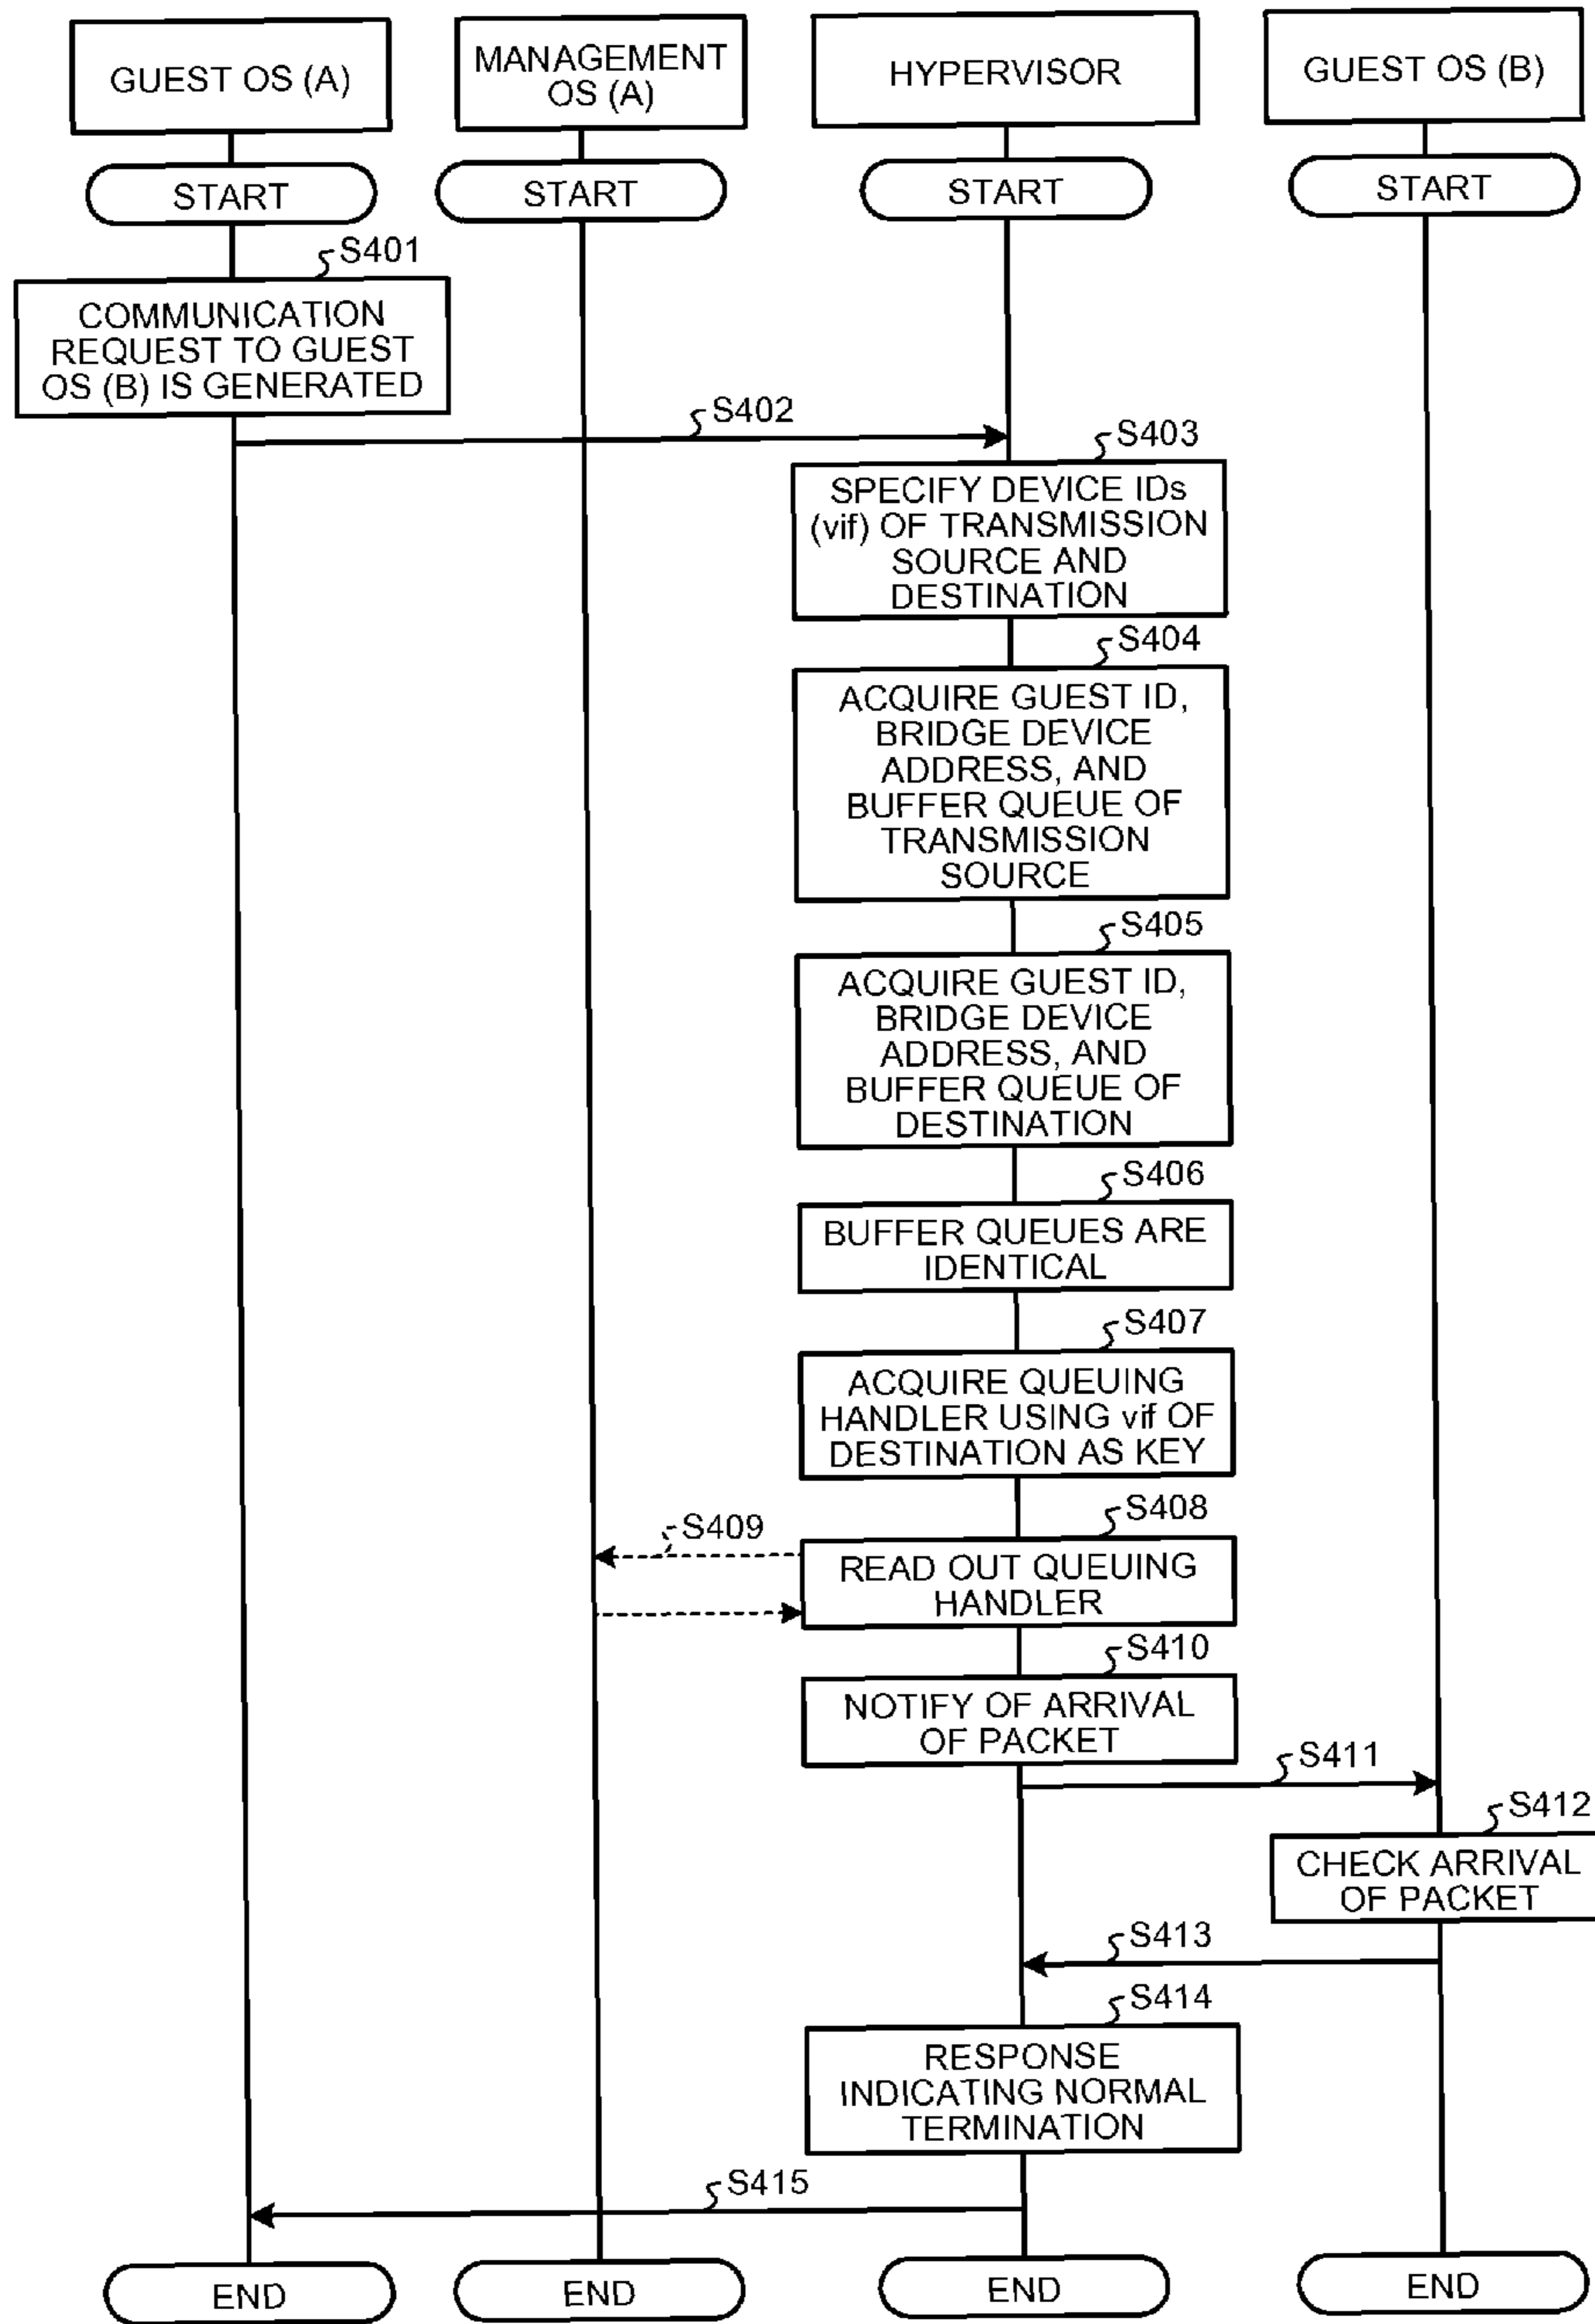 GUEST OS (A)
MANAGEMENT
OS (A)
HYPERVISOR
GUEST OS (B)
START
START
START
START
S401
COMMUNICATION
REQUEST TO GUEST
OS (B) IS GENERATED
S402
S403
SPECIFY DEVICE IDs
(vif) OF TRANSMISSION
SOURCE AND
DESTINATION
S404
ACQUIRE GUEST ID,
BRIDGE DEVICE
ADDRESS, AND
BUFFER QUEUE OF
TRANSMISSION
SOURCE
S405
ACQUIRE GUEST ID,
BRIDGE DEVICE
ADDRESS, AND
BUFFER QUEUE OF
DESTINATION
S406
BUFFER QUEUES ARE
IDENTICAL
S407
ACQUIRE QUEUING
HANDLER USING vif OF
DESTINATION AS KEY
S408
S409
READ OUT QUEUING
HANDLER
S410
NOTIFY OF ARRIVAL
OF PACKET
S411
S412
CHECK ARRIVAL
OF PACKET
S413
S414
RESPONSE
INDICATING NORMAL
TERMINATION
S415
END
END
END
END